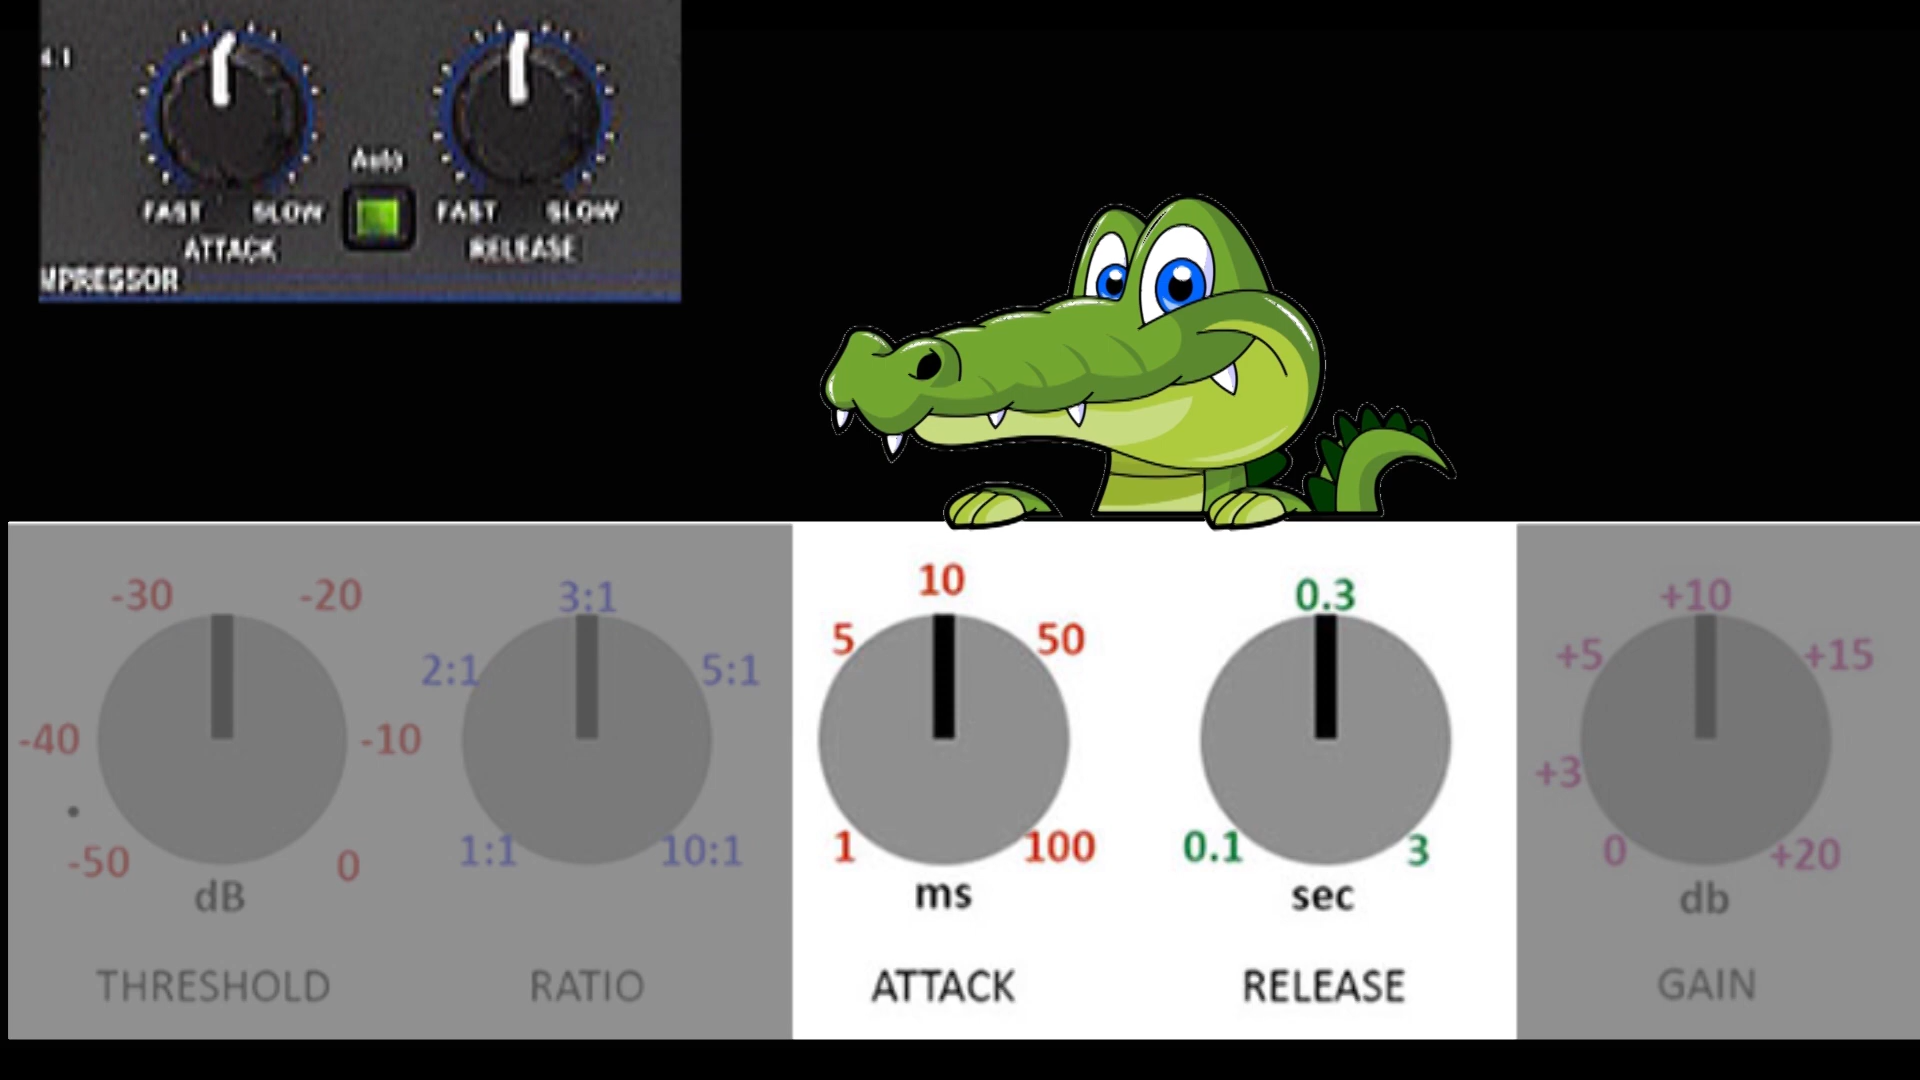 4:1
Auto
FAST SLOW FAST SLOW
ATTACK RELEASE
MPRESSOR
-30 -20 3:1 10 0.3 +10
5 50 +5 +15
2:1 5:1
-40 -10 +3
-50 0 1:1 10:1 1 100 0.1 3 0 +20
dB ms sec db
THRESHOLD RATIO ATTACK RELEASE GAIN